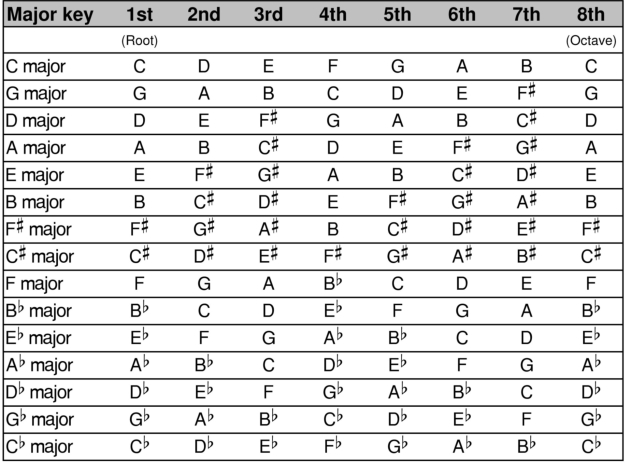 Major key 1st 2nd 3rd 4th 5th 6th 7th 8th
(Root) (Octave)
C major C D E F G A B C
G major G A B C D E F♯ G
D major D E F♯ G A B C♯ D
A major A B C♯ D E F♯ G♯ A
E major E F♯ G♯ A B C♯ D♯ E
B major B C♯ D♯ E F♯ G♯ A♯ B
F♯ major F♯ G♯ A♯ B C♯ D♯ E♯ F♯
C♯ major C♯ D♯ E♯ F♯ G♯ A♯ B♯ C♯
F major F G A B♭ C D E F
B♭ major B♭ C D E♭ F G A B♭
E♭ major E♭ F G A♭ B♭ C D E♭
A♭ major A♭ B♭ C D♭ E♭ F G A♭
D♭ major D♭ E♭ F G♭ A♭ B♭ C D♭
G♭ major G♭ A♭ B♭ C♭ D♭ E♭ F G♭
C♭ major C♭ D♭ E♭ F♭ G♭ A♭ B♭ C♭